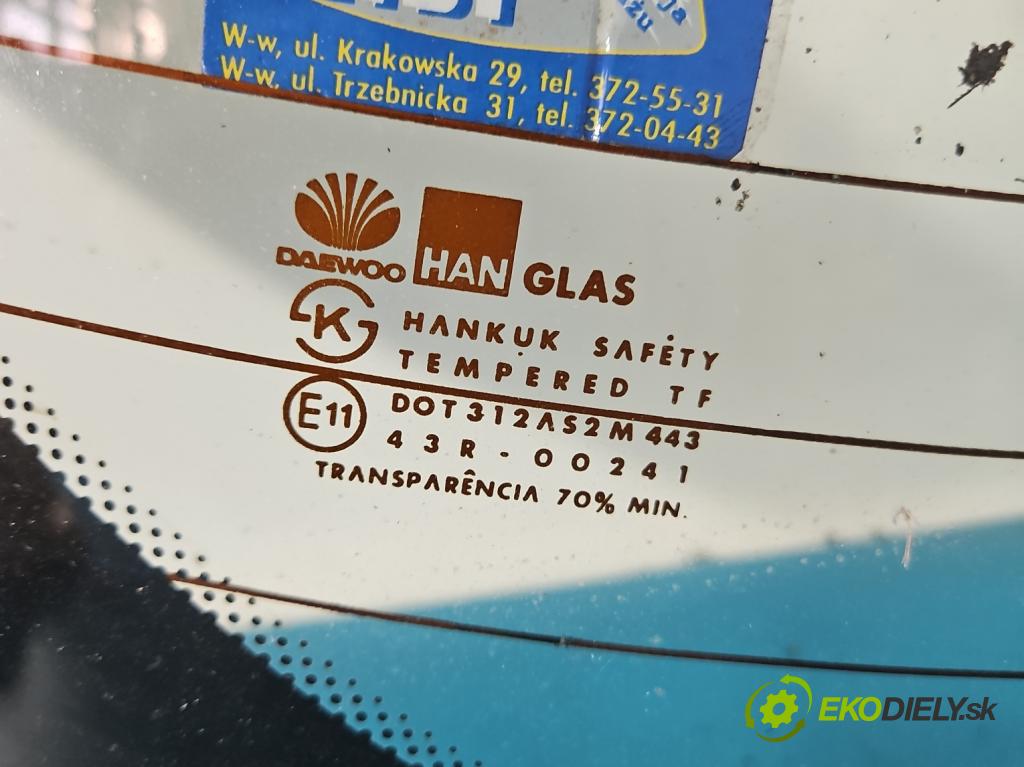 W-w, ul. Krakowska 29, tel. 372-55-31
W-w, ul. Trzebnicka 31, tel. 372-04-43
DAEWOO HAN GLAS
K HANKUK SAFETY
TEMPERED TF
E11 DOT312AS2M443
43R-00241
TRANSPARÊNCIA 70% MIN.
EKODIELY.sk